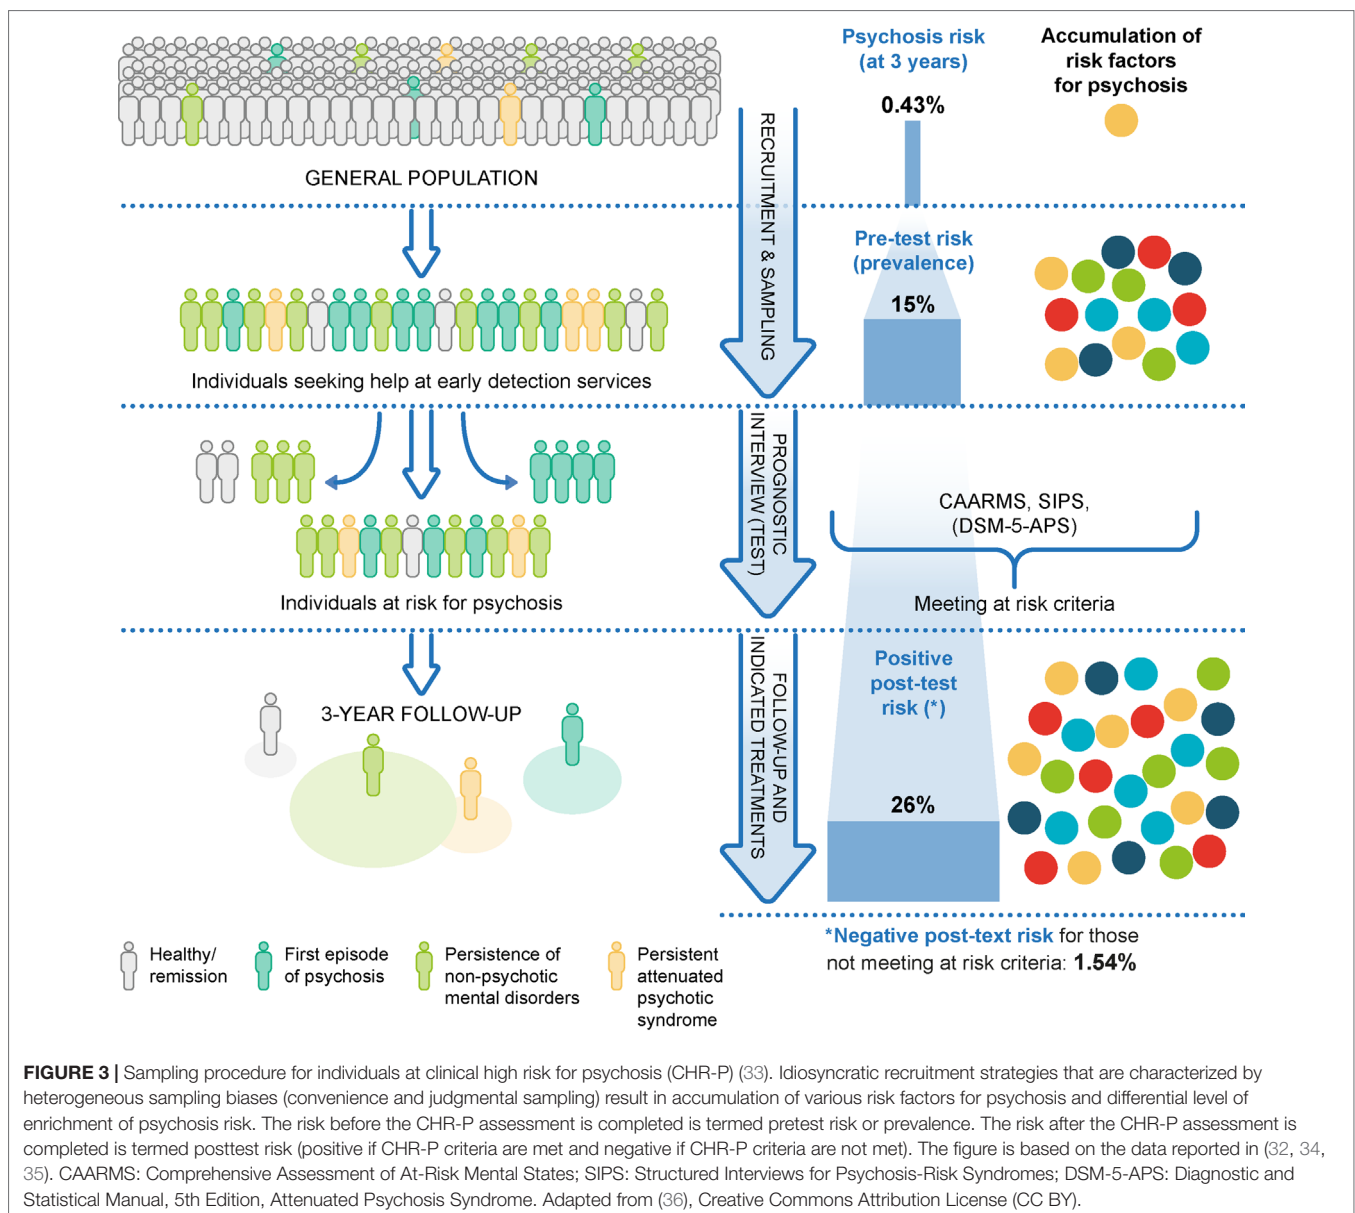 Psychosis risk
(at 3 years)
0.43%
Accumulation of
risk factors
for psychosis
GENERAL POPULATION
RECRUITMENT & SAMPLING
Pre-test risk
(prevalence)
15%
Individuals seeking help at early detection services
PROGNOSTIC
INTERVIEW (TEST)
CAARMS, SIPS,
(DSM-5-APS)
Meeting at risk criteria
Individuals at risk for psychosis
FOLLOW-UP AND
INDICATED TREATMENTS
Positive
post-test
risk (*)
26%
3-YEAR FOLLOW-UP
*Negative post-text risk for those
not meeting at risk criteria: 1.54%
Healthy/
remission
First episode
of psychosis
Persistence of
non-psychotic
mental disorders
Persistent
attenuated
psychotic
syndrome
FIGURE 3 | Sampling procedure for individuals at clinical high risk for psychosis (CHR-P) (33). Idiosyncratic recruitment strategies that are characterized by
heterogeneous sampling biases (convenience and judgmental sampling) result in accumulation of various risk factors for psychosis and differential level of
enrichment of psychosis risk. The risk before the CHR-P assessment is completed is termed pretest risk or prevalence. The risk after the CHR-P assessment is
completed is termed posttest risk (positive if CHR-P criteria are met and negative if CHR-P criteria are not met). The figure is based on the data reported in (32, 34,
35). CAARMS: Comprehensive Assessment of At-Risk Mental States; SIPS: Structured Interviews for Psychosis-Risk Syndromes; DSM-5-APS: Diagnostic and
Statistical Manual, 5th Edition, Attenuated Psychosis Syndrome. Adapted from (36), Creative Commons Attribution License (CC BY).